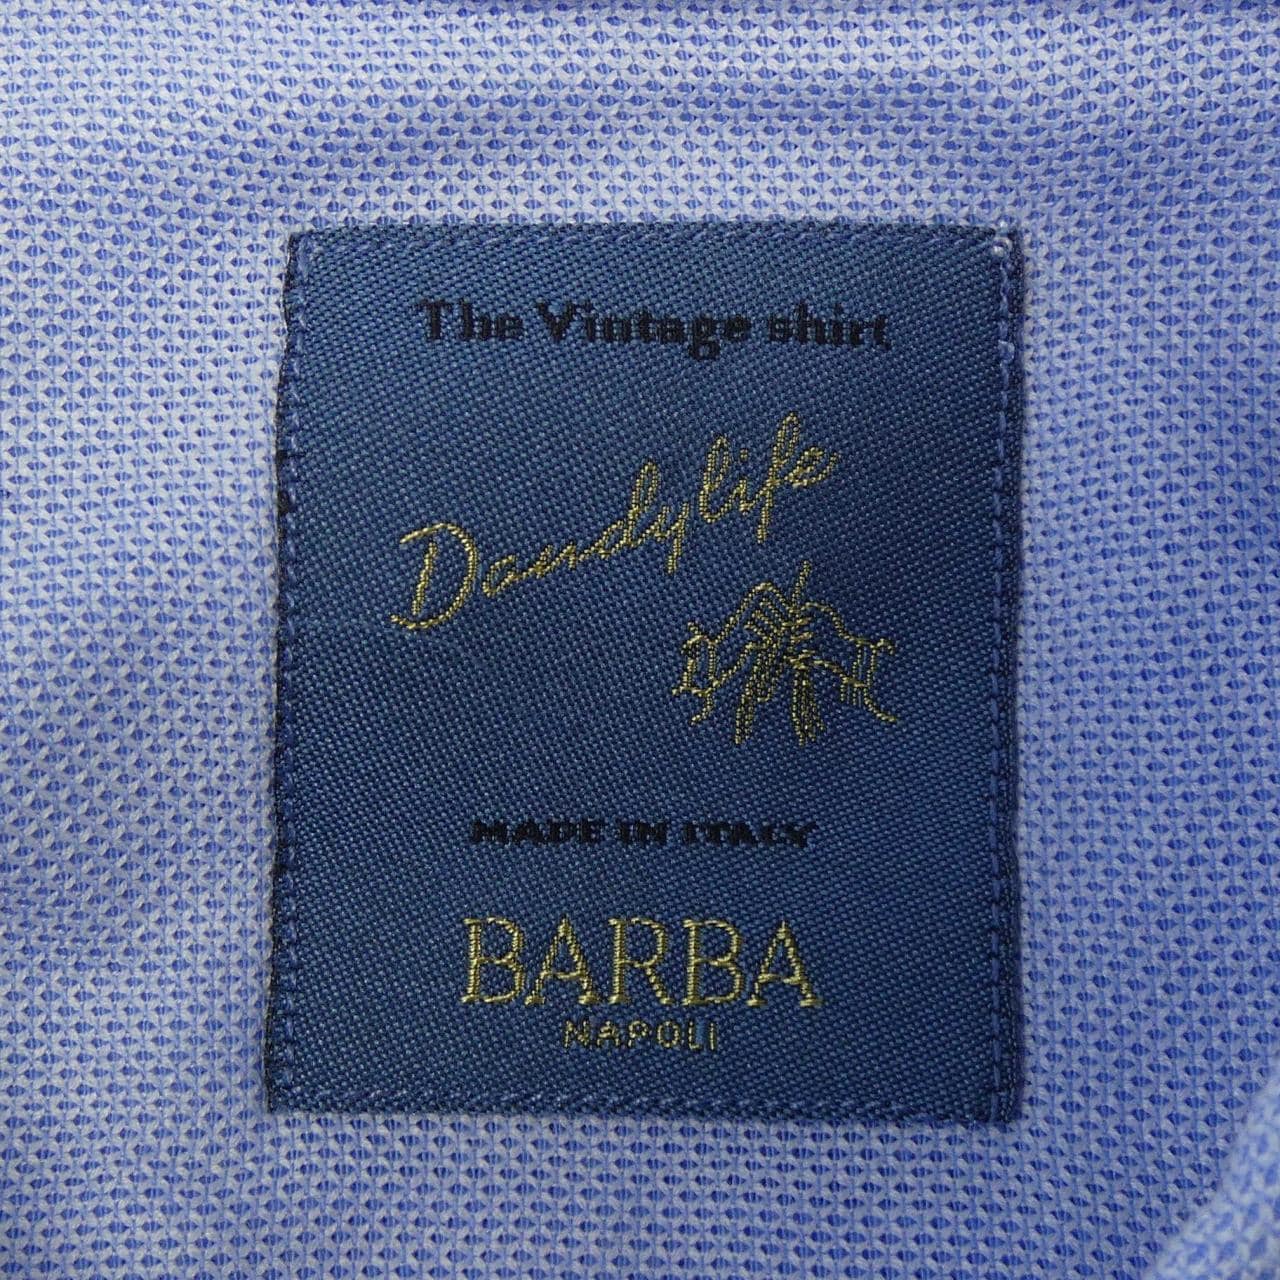 The Vintage shirt
Dandylife
MADE IN ITALY
BARBA
NAPOLI